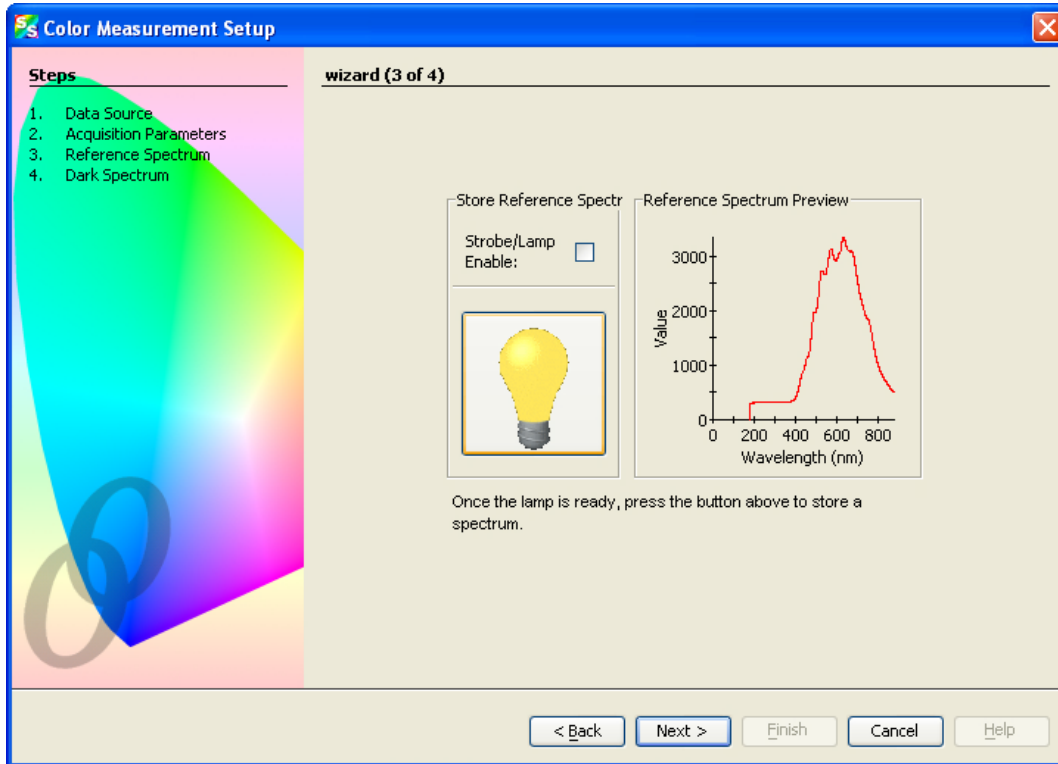 Color Measurement Setup
Steps
1. Data Source
2. Acquisition Parameters
3. Reference Spectrum
4. Dark Spectrum
wizard (3 of 4)
Store Reference Spectr
Strobe/Lamp
Enable:
Reference Spectrum Preview
Value
3000
2000
1000
0
0 200 400 600 800
Wavelength (nm)
Once the lamp is ready, press the button above to store a
spectrum.
< Back Next > Finish Cancel Help